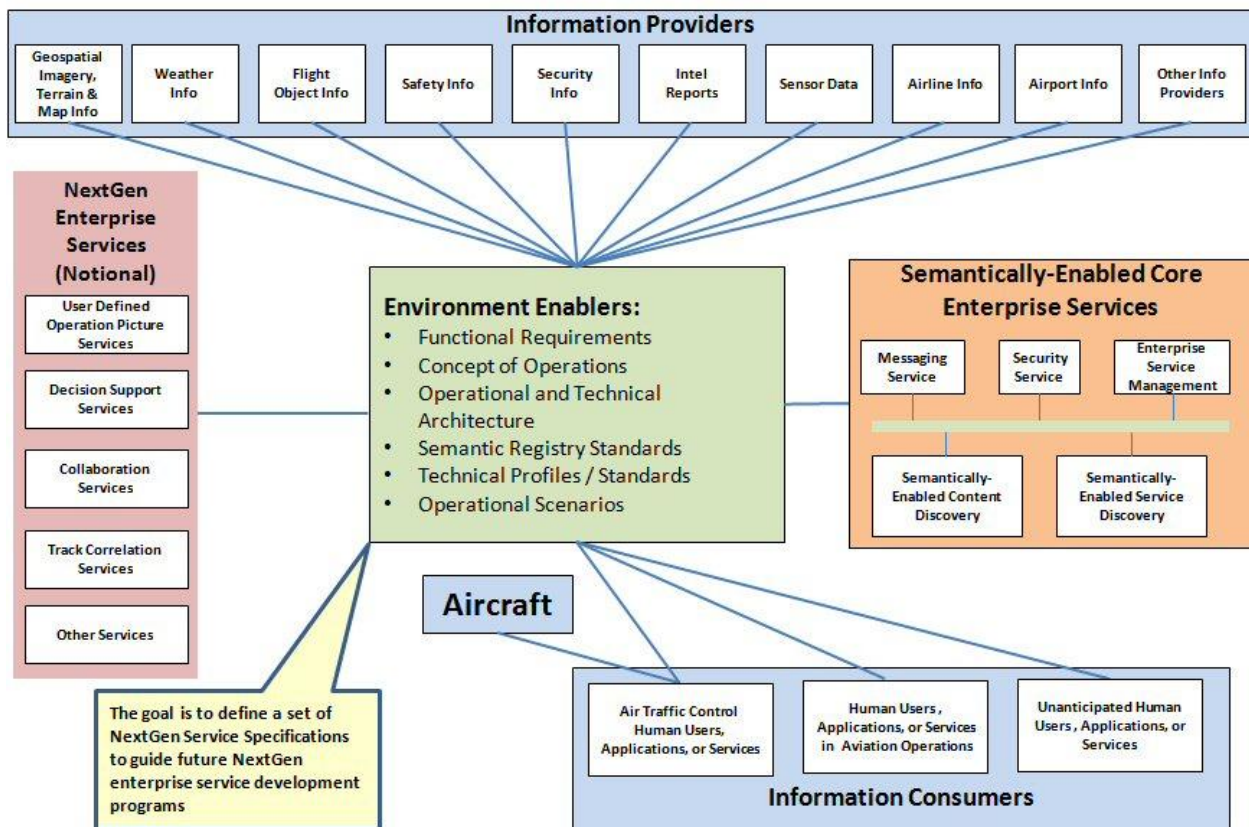 Information Providers
Geospatial
Imagery,
Terrain &
Map Info
Weather
Info
Flight
Object Info
Safety Info
Security
Info
Intel
Reports
Sensor Data
Airline Info
Airport Info
Other Info
Providers
NextGen
Enterprise
Services
(Notional)
User Defined
Operation Picture
Services
Decision Support
Services
Collaboration
Services
Track Correlation
Services
Other Services
Environment Enablers:
• Functional Requirements
• Concept of Operations
• Operational and Technical
Architecture
• Semantic Registry Standards
• Technical Profiles / Standards
• Operational Scenarios
Semantically-Enabled Core
Enterprise Services
Messaging
Service
Security
Service
Enterprise
Service
Management
Semantically-
Enabled Content
Discovery
Semantically-
Enabled Service
Discovery
Aircraft
The goal is to define a set of
NextGen Service Specifications
to guide future NextGen
enterprise service development
programs
Air Traffic Control
Human Users,
Applications, or Services
Human Users ,
Applications, or Services
in Aviation Operations
Unanticipated Human
Users , Applications, or
Services
Information Consumers